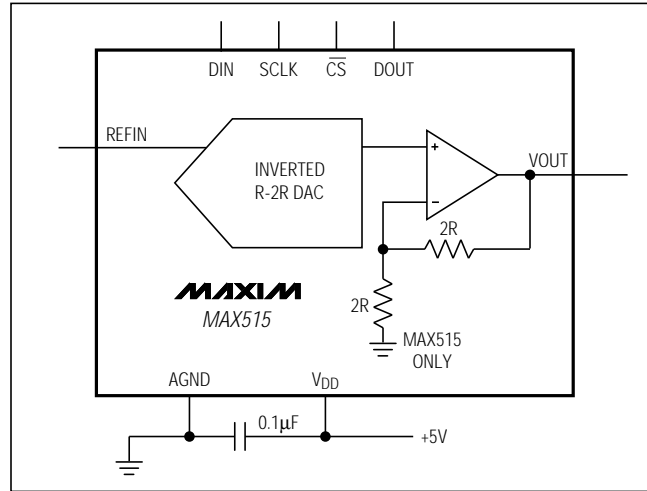 DIN SCLK CS DOUT
REFIN
INVERTED
R-2R DAC
+
−
VOUT
2R
2R
MAXIM
MAX515
MAX515
ONLY
AGND
VDD
0.1µF
+5V